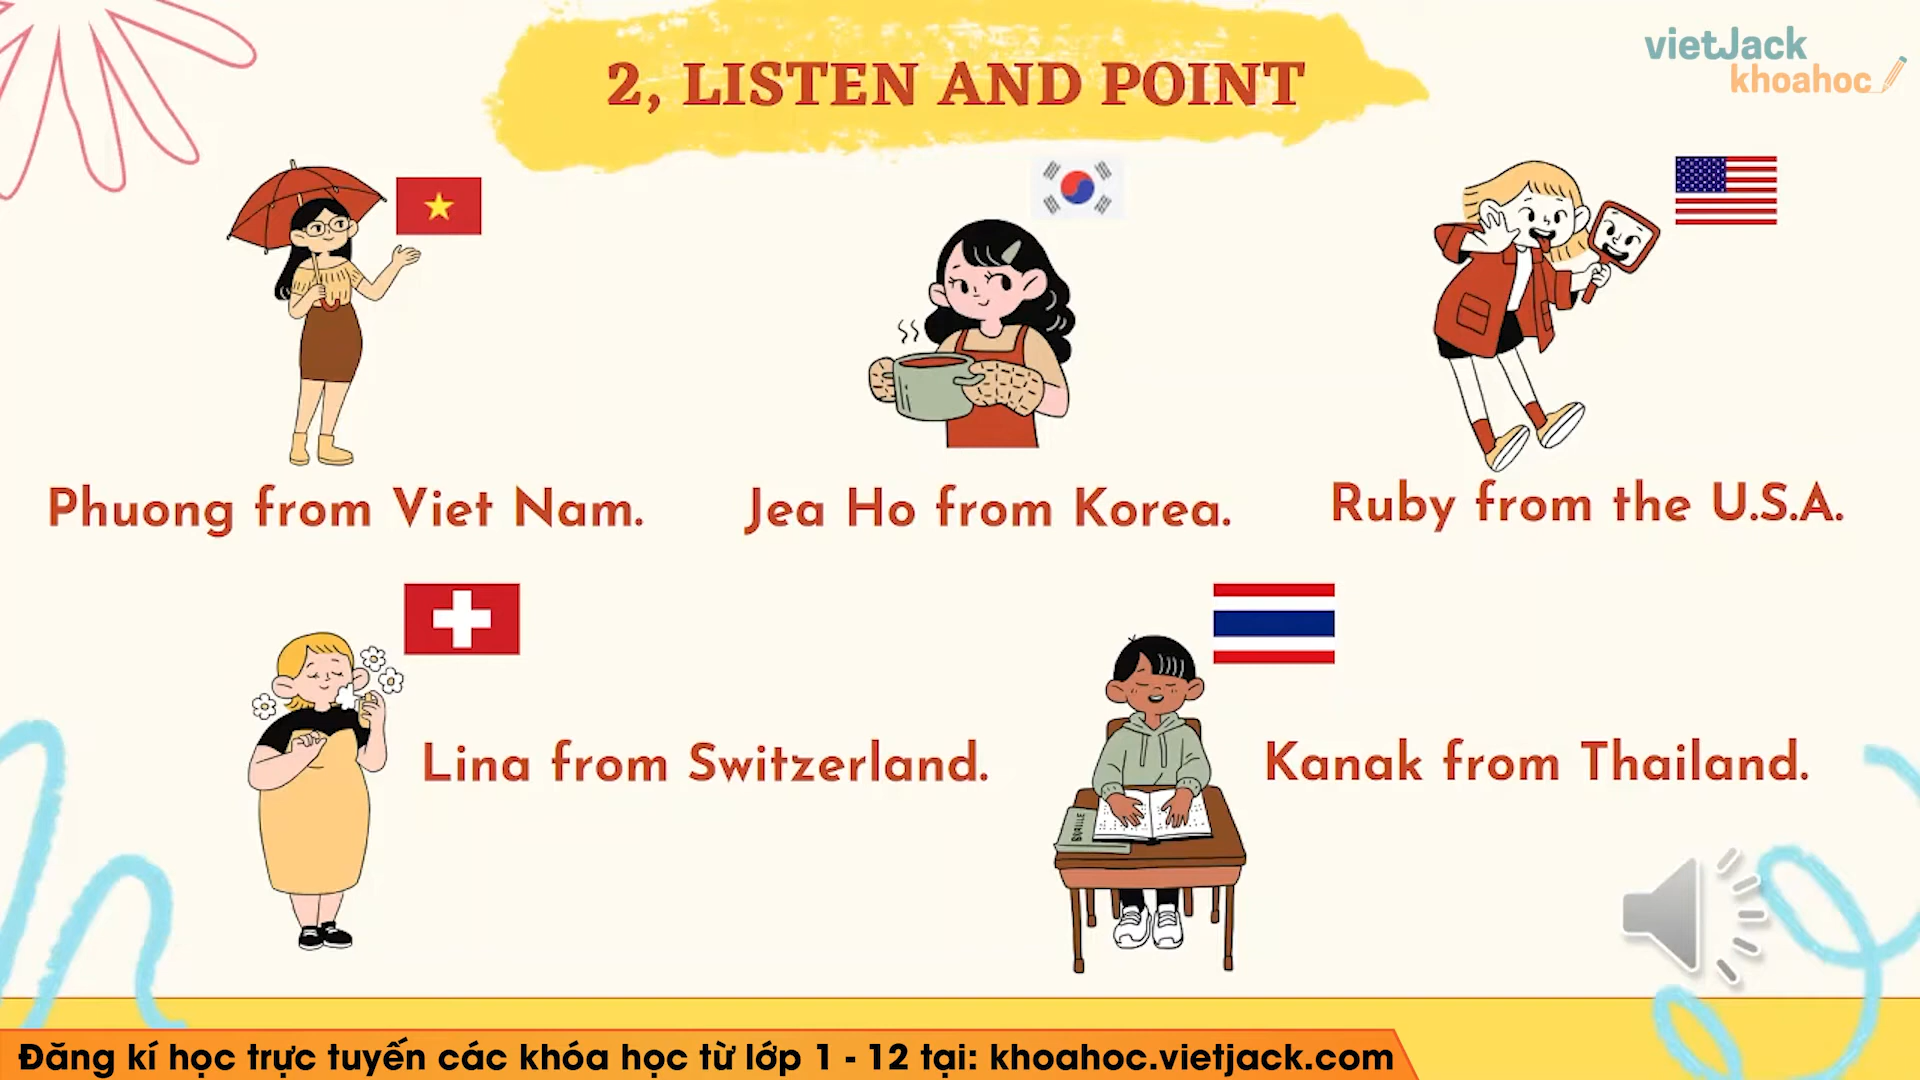 vietJack
khoahoc
2, LISTEN AND POINT
Phuong from Viet Nam.
Jea Ho from Korea.
Ruby from the U.S.A.
Lina from Switzerland.
Kanak from Thailand.
BRAILLE
Đăng kí học trực tuyến các khóa học từ lớp 1 - 12 tại: khoahoc.vietjack.com